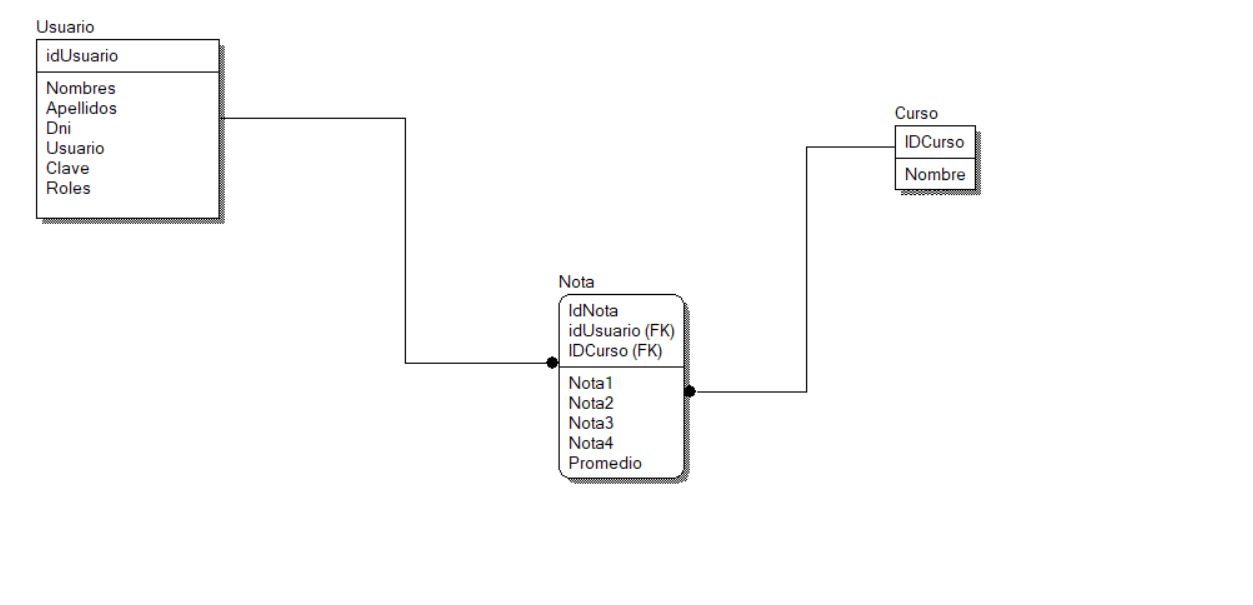 Usuario
idUsuario
Nombres
Apellidos
Dni
Usuario
Clave
Roles
Curso
IDCurso
Nombre
Nota
IdNota
idUsuario (FK)
IDCurso (FK)
Nota1
Nota2
Nota3
Nota4
Promedio